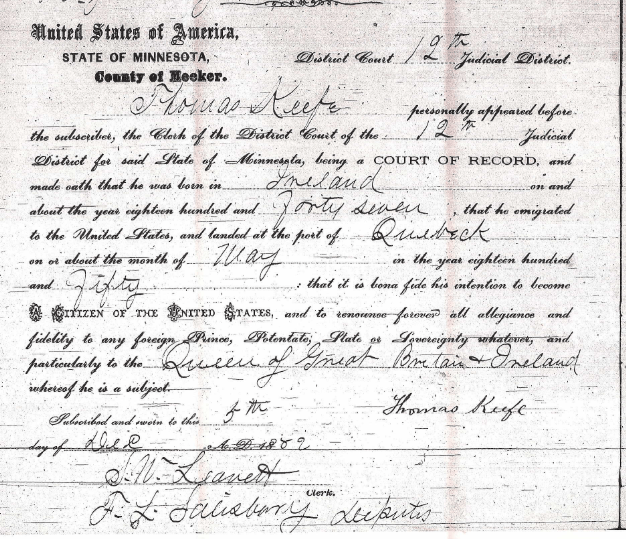 United States of America,
STATE OF MINNESOTA,
County of Meeker.
District Court 12th Judicial District.
Thomas Keefe personally appeared before
the subscriber, the Clerk of the District Court of the 12th Judicial
District for said State of Minnesota, being a COURT OF RECORD, and
made oath that he was born in Ireland on and
about the year eighteen hundred and Forty seven, that he emigrated
to the United States, and landed at the port of Quebeck
on or about the month of May in the year eighteen hundred
and Fifty ; that it is bona fide his intention to become
A CITIZEN OF THE UNITED STATES, and to renounce forever all allegiance and
fidelity to any foreign Prince, Potentate, State or Sovereignty whatever, and
particularly to the Queen of Great Britain & Ireland
whereof he is a subject.
Subscribed and sworn to this 5th
Thomas Keefe
day of Dec A. D. 1882
Clerk.
F. L. Salisbury